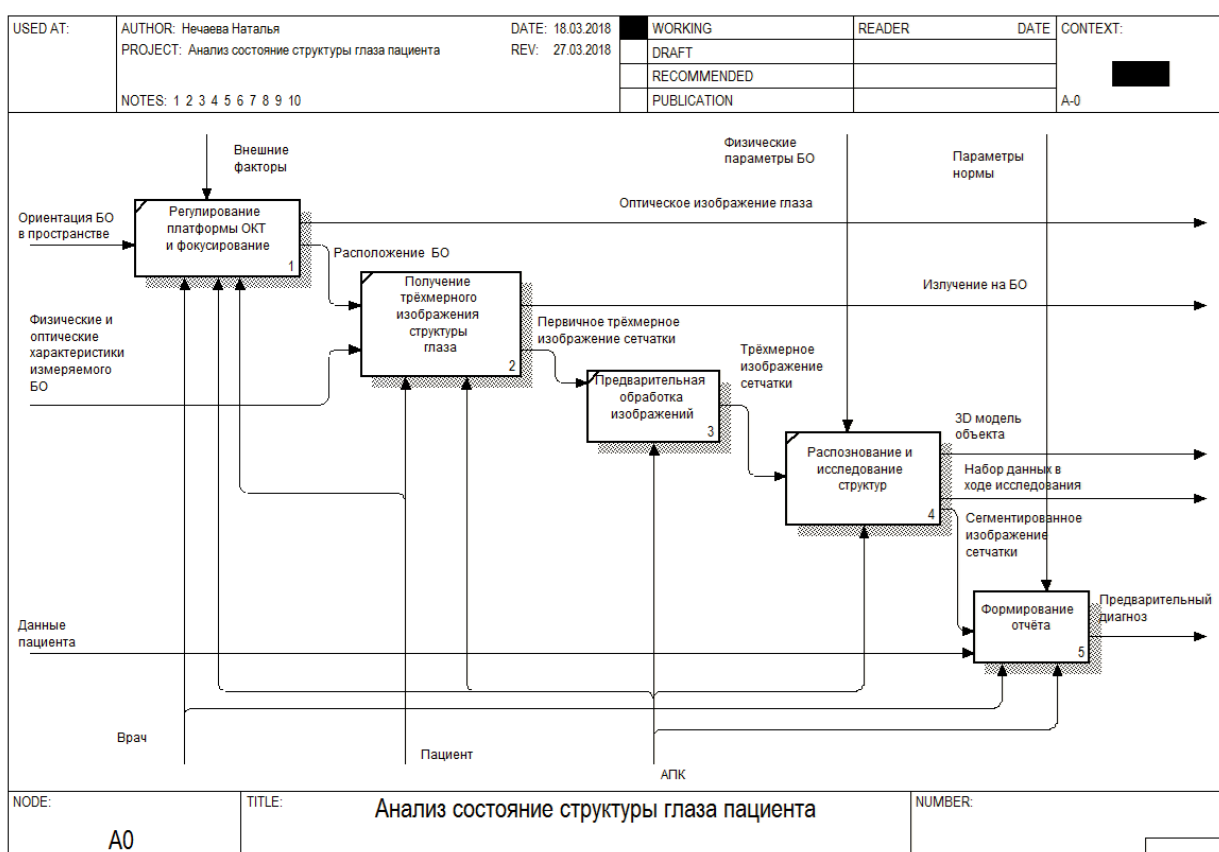 USED AT:
AUTHOR: Нечаева Наталья
DATE: 18.03.2018
WORKING
READER
DATE
CONTEXT:
PROJECT: Анализ состояние структуры глаза пациента
REV: 27.03.2018
DRAFT
RECOMMENDED
NOTES: 1 2 3 4 5 6 7 8 9 10
PUBLICATION
A-0
Внешние
факторы
Физические
параметры БО
Параметры
нормы
Ориентация БО
в пространстве
Регулирование
платформы ОКТ
и фокусирование
1
Оптическое изображение глаза
Расположение БО
Получение
трёхмерного
изображения
структуры
глаза
2
Излучение на БО
Физические и
оптические
характеристики
измеряемого
БО
Первичное трёхмерное
изображение сетчатки
Трёхмерное
изображение
сетчатки
Предварительная
обработка
изображений
3
3D модель
объекта
Распознование и
исследование
структур
4
Набор данных в
ходе исследования
Сегментированное
изображение
сетчатки
Формирование
отчёта
5
Предварительный
диагноз
Данные
пациента
Врач
Пациент
АПК
NODE:
TITLE:
Анализ состояние структуры глаза пациента
NUMBER:
A0